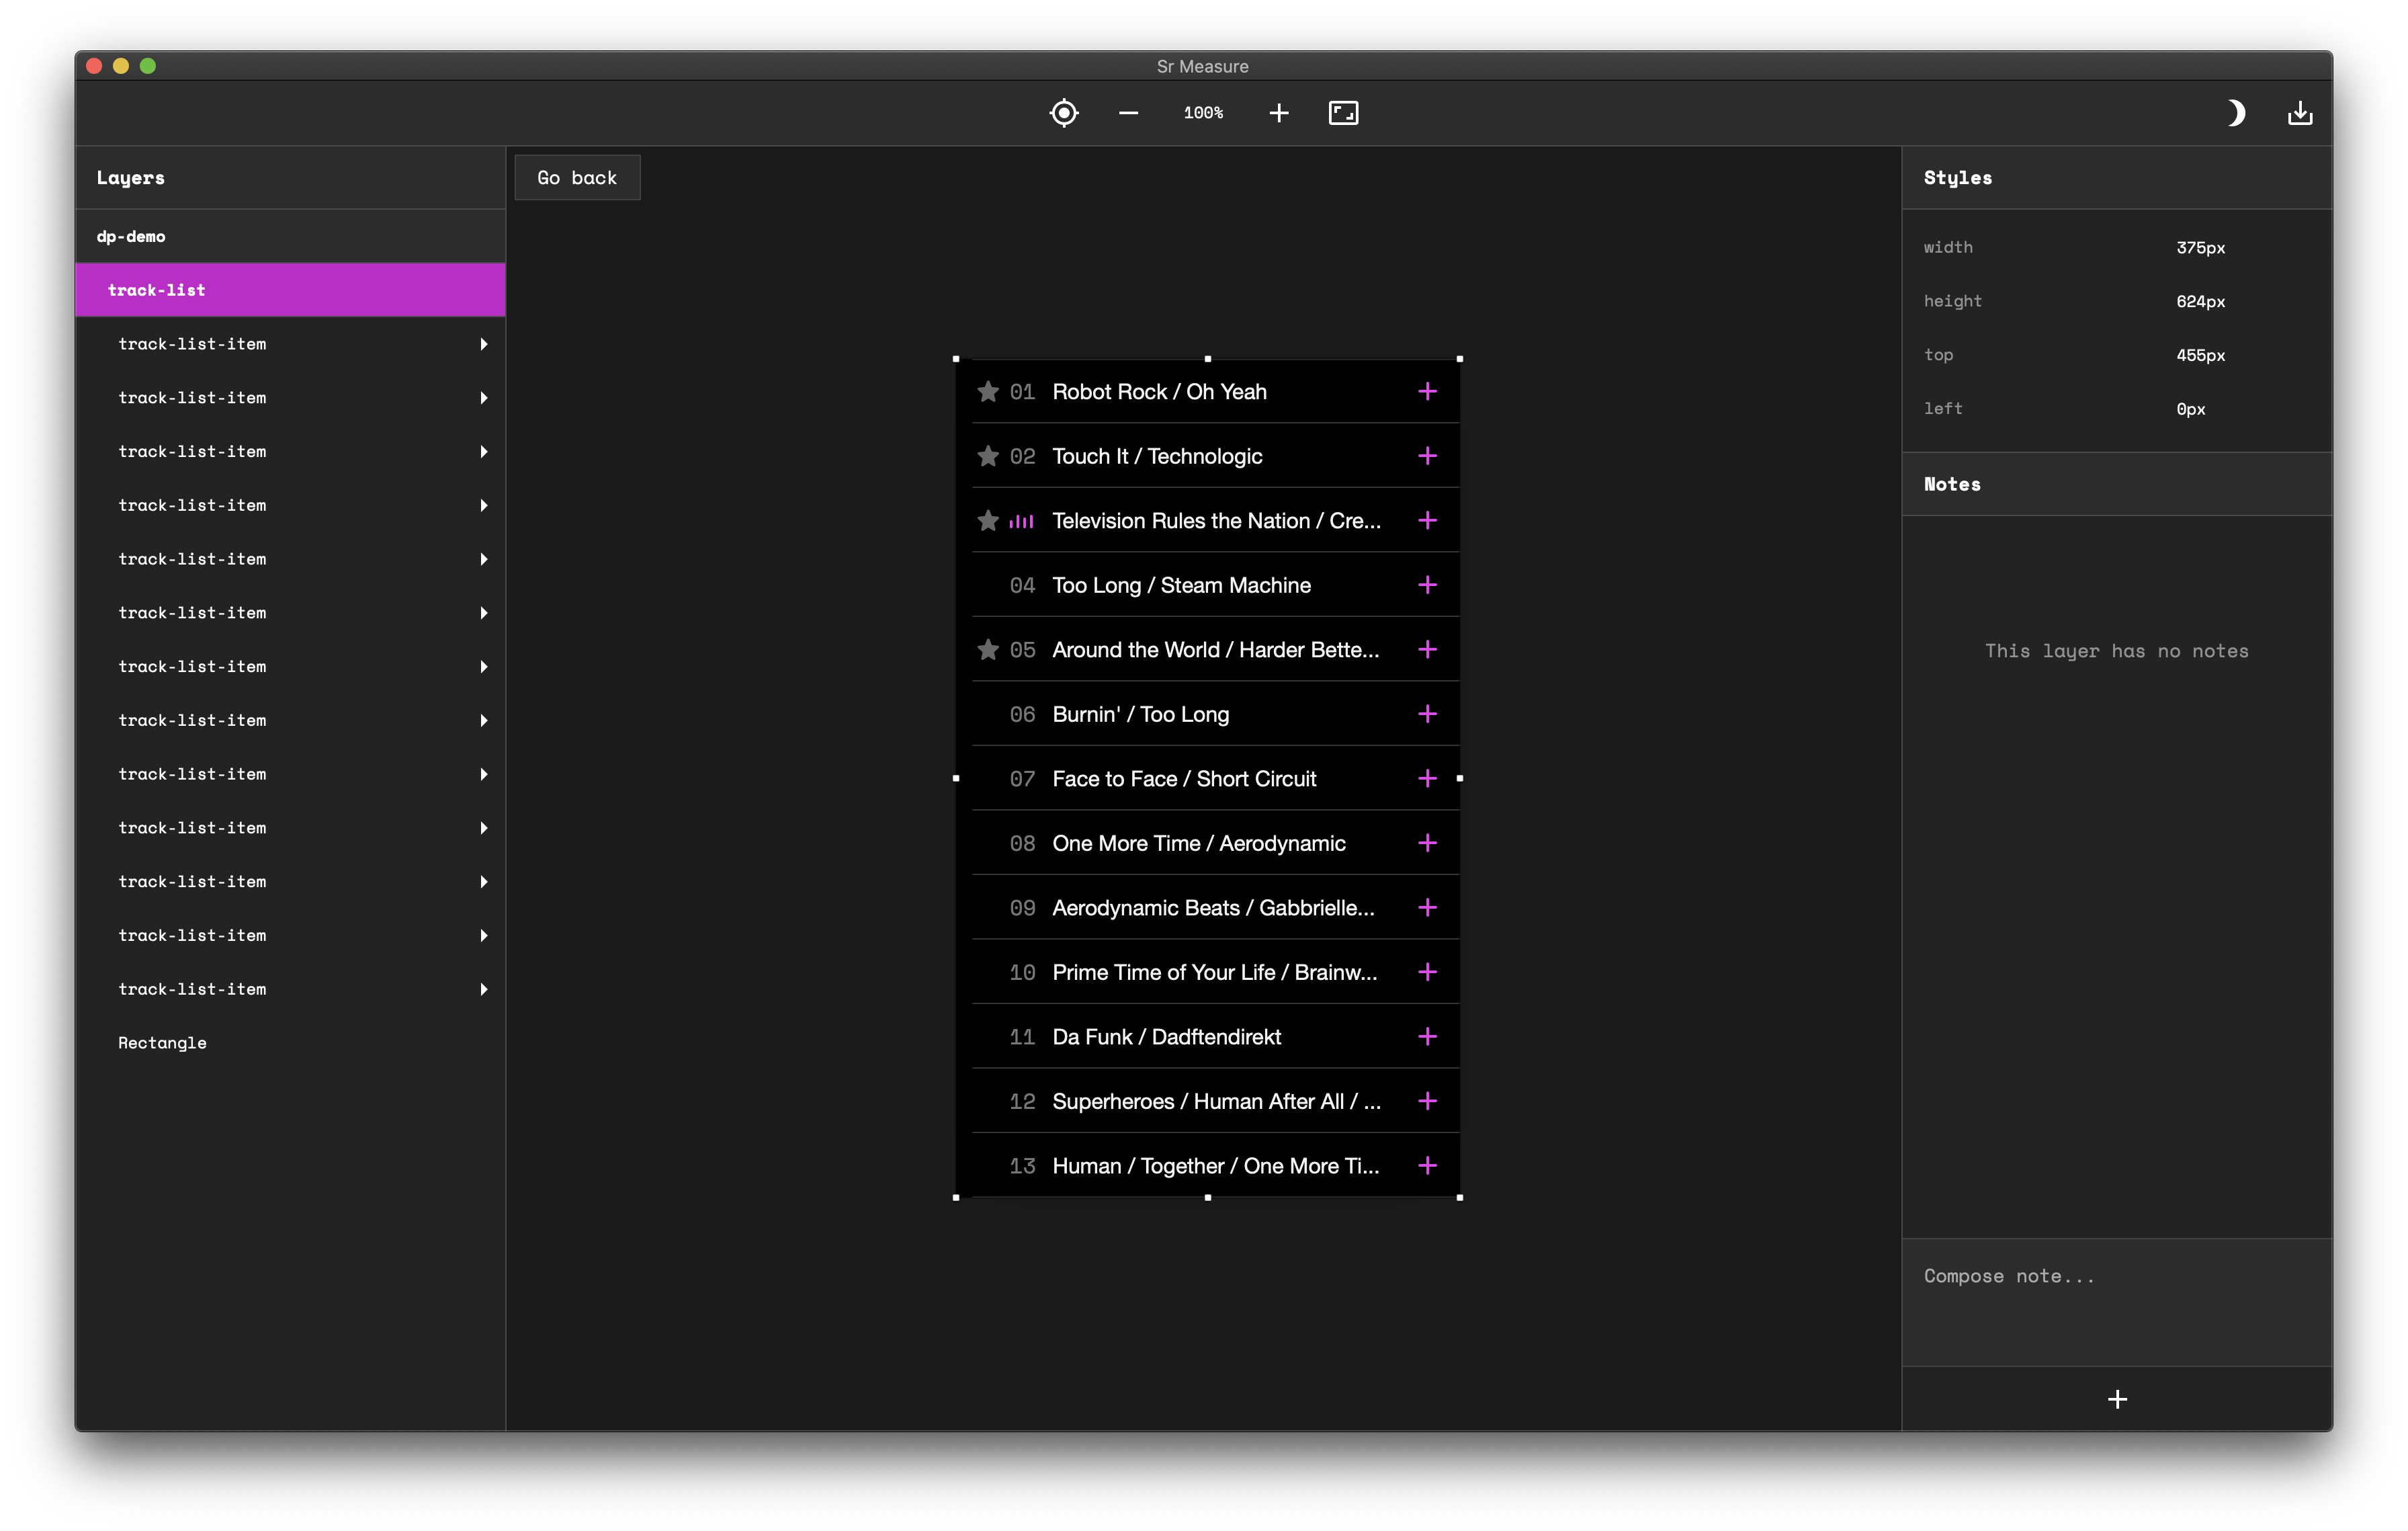 Sr Measure
100%
Layers
Go back
Styles
dp-demo
track-list
track-list-item
track-list-item
track-list-item
track-list-item
track-list-item
track-list-item
track-list-item
track-list-item
track-list-item
track-list-item
track-list-item
track-list-item
track-list-item
Rectangle
01 Robot Rock / Oh Yeah
02 Touch It / Technologic
Television Rules the Nation / Cre...
04 Too Long / Steam Machine
05 Around the World / Harder Bette...
06 Burnin' / Too Long
07 Face to Face / Short Circuit
08 One More Time / Aerodynamic
09 Aerodynamic Beats / Gabbrielle...
10 Prime Time of Your Life / Brainw...
11 Da Funk / Dadftendirekt
12 Superheroes / Human After All / ...
13 Human / Together / One More Ti...
width 375px
height 624px
top 455px
left 0px
Notes
This layer has no notes
Compose note...